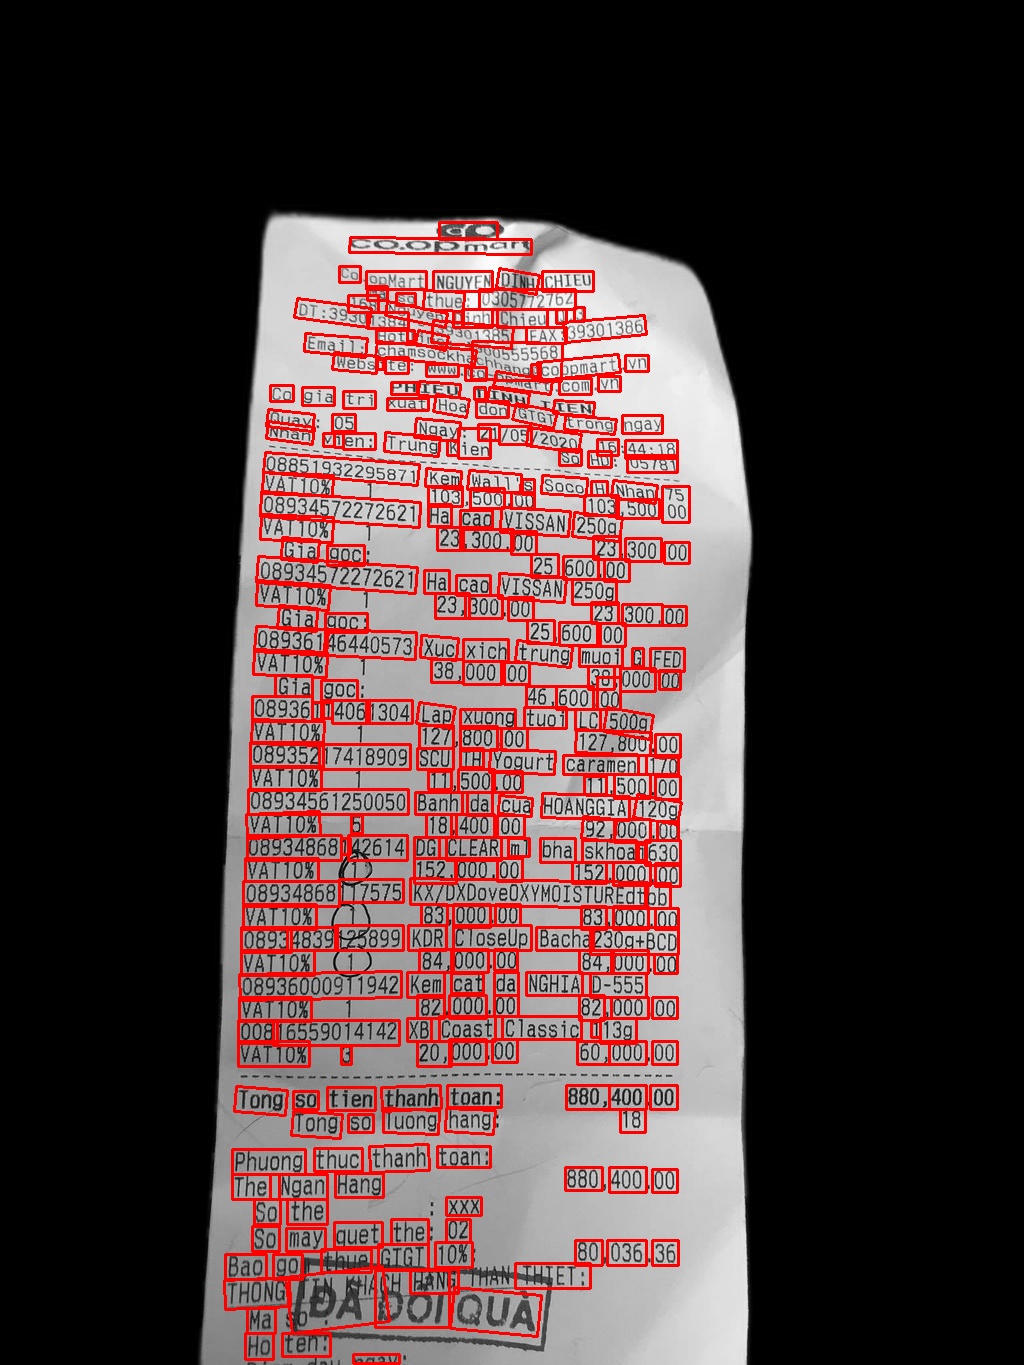 co.opmart
Co.opMart NGUYEN DINH CHIEU
Ma so thue: 0305772762
168 Nguyen Dinh Chieu Q.3
DT:39301384 39301385 FAX:39301386
Hotline: 1900555568
Email: chamsockhachhang@coopmart.vn
Website: www.co-opmart.com.vn
PHIEU TINH TIEN
Co gia tri xuat Hoa don GTGT trong ngay
Quay: 05 Ngay: 21/05/2020 16:44:18
Nhan vien: Trung Kien So HD: 05781
08851932295871 Kem Wall's Soco H Nhan 75
VAT10% 1 103,500.00 103,500.00
08934572272621 Ha cao VISSAN 250g
VAT10% 1 23,300.00 23,300.00
Gia goc: 25,600.00
08934572272621 Ha cao VISSAN 250g
VAT10% 1 23,300.00 23,300.00
Gia goc: 25,600.00
08936146440573 Xuc xich trung muoi G FED
VAT10% 1 38,000.00 38,000.00
Gia goc: 46,600.00
08936114061304 Lap xuong tuoi LC 500g
VAT10% 1 127,800.00 127,800.00
08935217418909 SCU TH Yogurt caramen 170
VAT10% 1 11,500.00 11,500.00
08934561250050 Banh da cua HOANGGIA 120g
VAT10% 5 18,400.00 92,000.00
08934868142614 DG CLEAR ml bha skhoai630
VAT10% 1 152,000.00 152,000.00
08934868117575 KX/DXDoveOXYMOISTUREdtbb
VAT10% 1 83,000.00 83,000.00
08934839125899 KDR CloseUp Bacha230g+BCD
VAT10% 1 84,000.00 84,000.00
08936000911942 Kem cat da NGHIA D-555
VAT10% 1 82,000.00 82,000.00
00816559014142 XB Coast Classic 113g
VAT10% 3 20,000.00 60,000.00
Tong so tien thanh toan: 880,400.00
Tong so luong hang: 18
Phuong thuc thanh toan:
The Ngan Hang 880,400.00
So the : xxx
So may quet the: 02
Bao gom thue GTGT 10%: 80,036.36
THONG TIN KHACH HANG THAN THIET:
ĐÃ ĐỔI QUÀ
Ma so :
Ho ten: